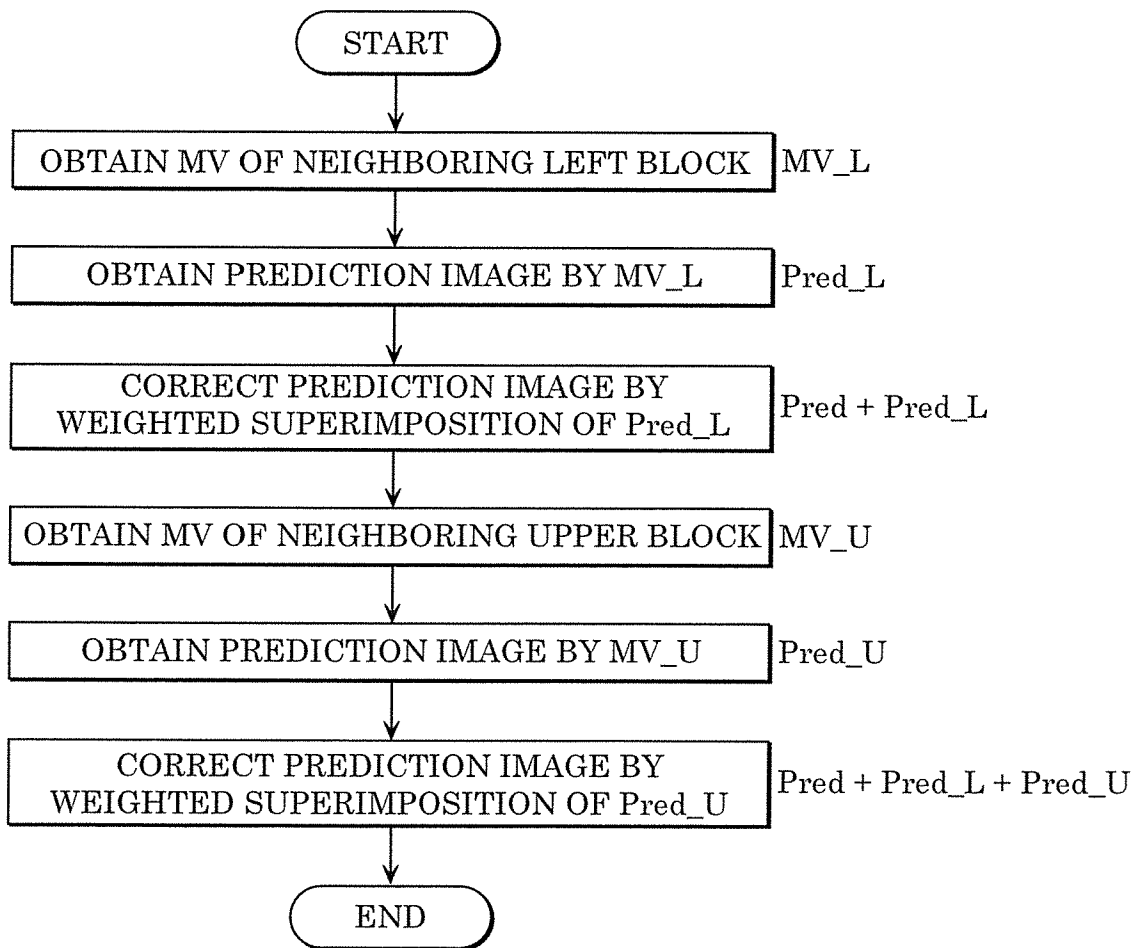 START
OBTAIN MV OF NEIGHBORING LEFT BLOCK MV_L
OBTAIN PREDICTION IMAGE BY MV_L Pred_L
CORRECT PREDICTION IMAGE BY
WEIGHTED SUPERIMPOSITION OF Pred_L
Pred + Pred_L
OBTAIN MV OF NEIGHBORING UPPER BLOCK MV_U
OBTAIN PREDICTION IMAGE BY MV_U Pred_U
CORRECT PREDICTION IMAGE BY
WEIGHTED SUPERIMPOSITION OF Pred_U
Pred + Pred_L + Pred_U
END